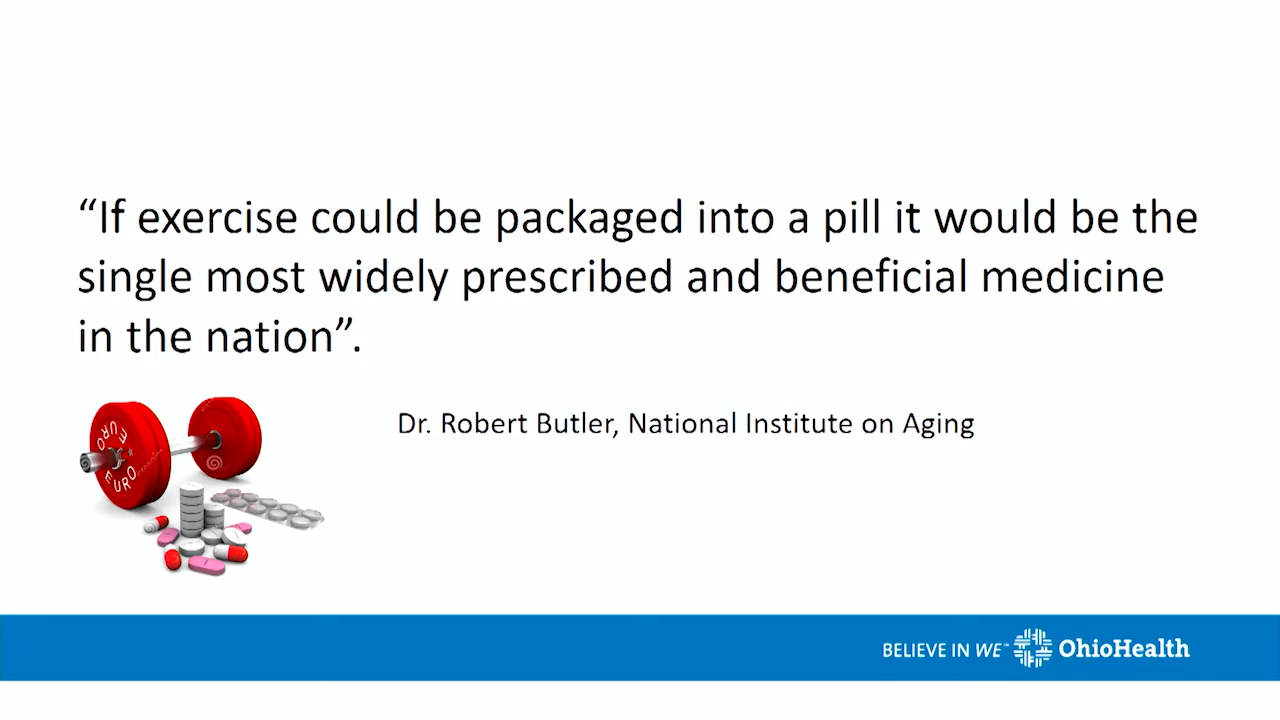 “If exercise could be packaged into a pill it would be the
single most widely prescribed and beneficial medicine
in the nation”.
Dr. Robert Butler, National Institute on Aging
EURO
EURO
BELIEVE IN WE™ OhioHealth